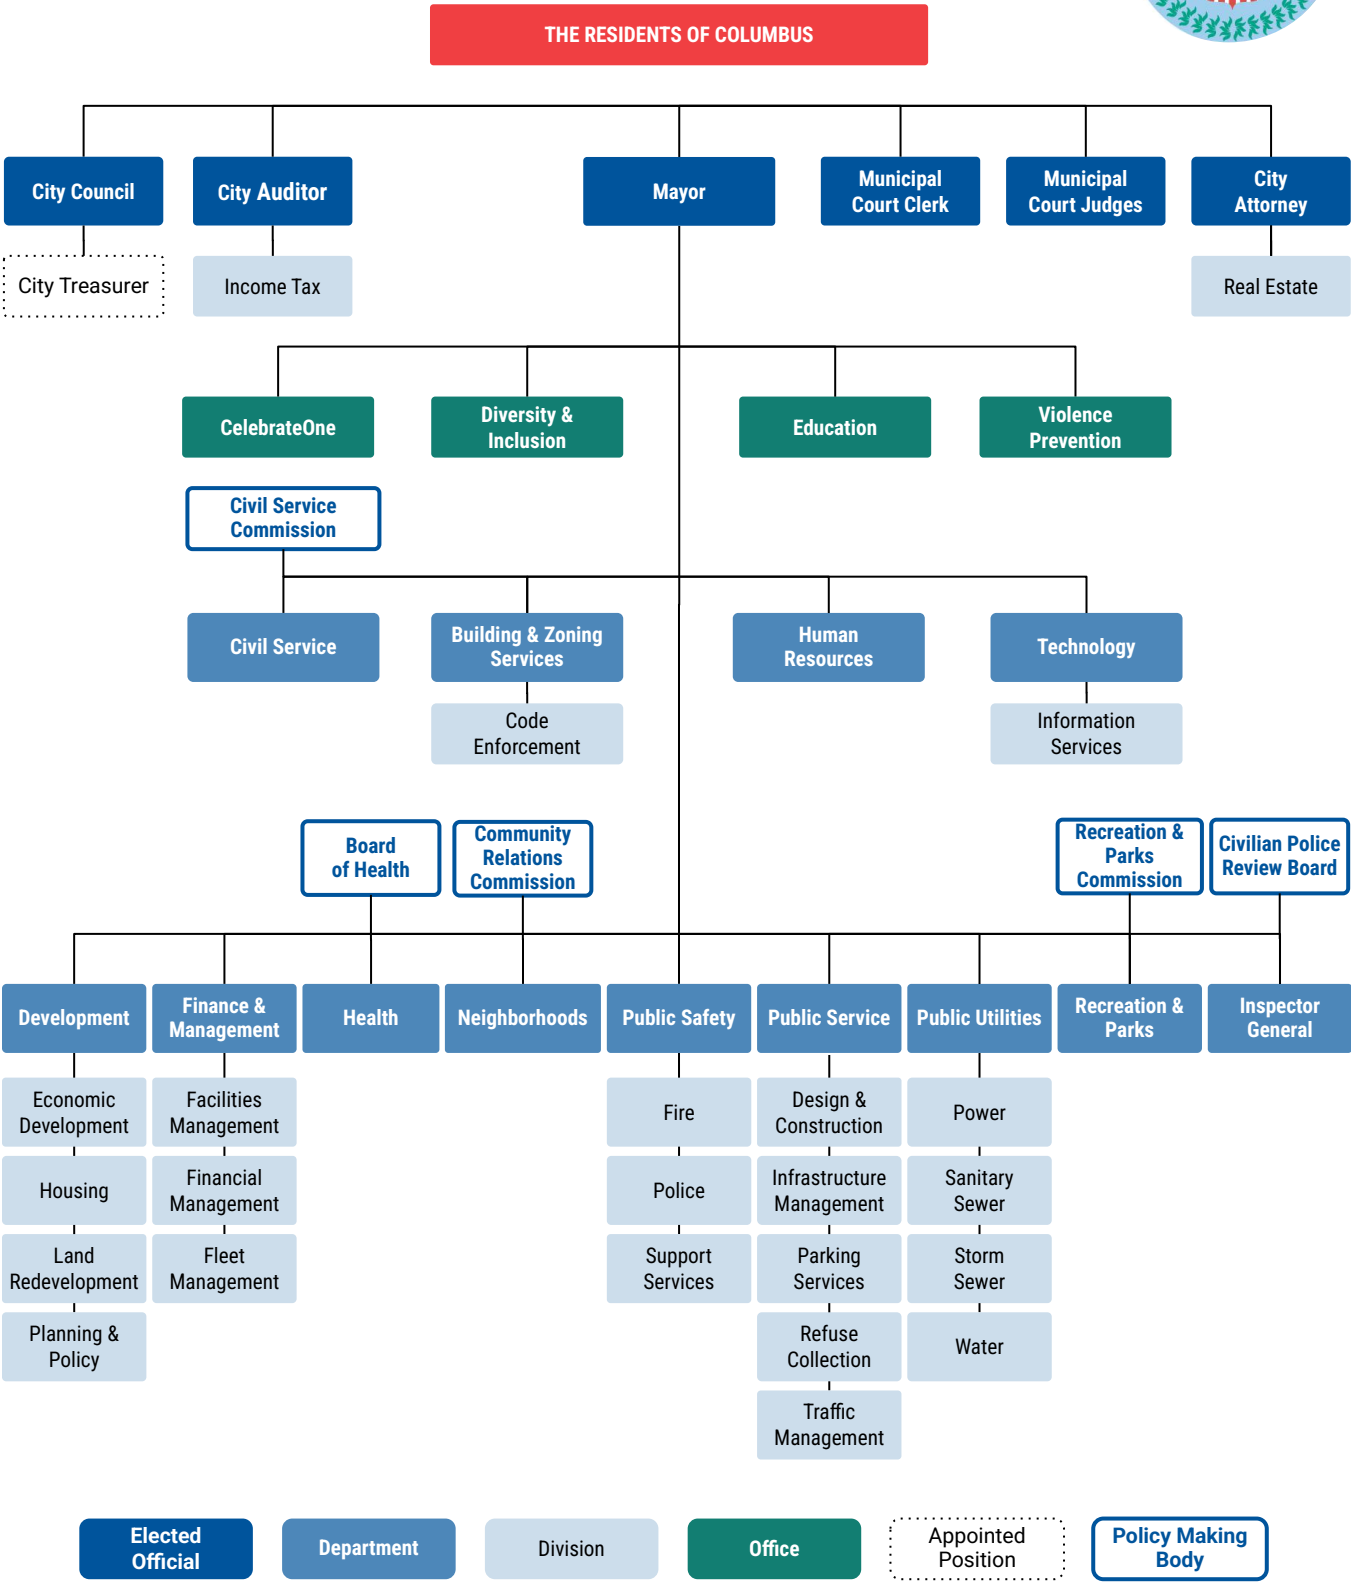 THE RESIDENTS OF COLUMBUS
City Council
City Auditor
Mayor
Municipal
Court Clerk
Municipal
Court Judges
City
Attorney
City Treasurer
Income Tax
Real Estate
CelebrateOne
Diversity &
Inclusion
Education
Violence
Prevention
Civil Service
Commission
Civil Service
Building & Zoning
Services
Human
Resources
Technology
Code
Enforcement
Information
Services
Board
of Health
Community
Relations
Commission
Recreation &
Parks
Commission
Civilian Police
Review Board
Development
Finance &
Management
Health
Neighborhoods
Public Safety
Public Service
Public Utilities
Recreation &
Parks
Inspector
General
Economic
Development
Facilities
Management
Fire
Design &
Construction
Power
Housing
Financial
Management
Police
Infrastructure
Management
Sanitary
Sewer
Land
Redevelopment
Fleet
Management
Support
Services
Parking
Services
Storm
Sewer
Planning &
Policy
Refuse
Collection
Water
Traffic
Management
Elected
Official
Department
Division
Office
Appointed
Position
Policy Making
Body